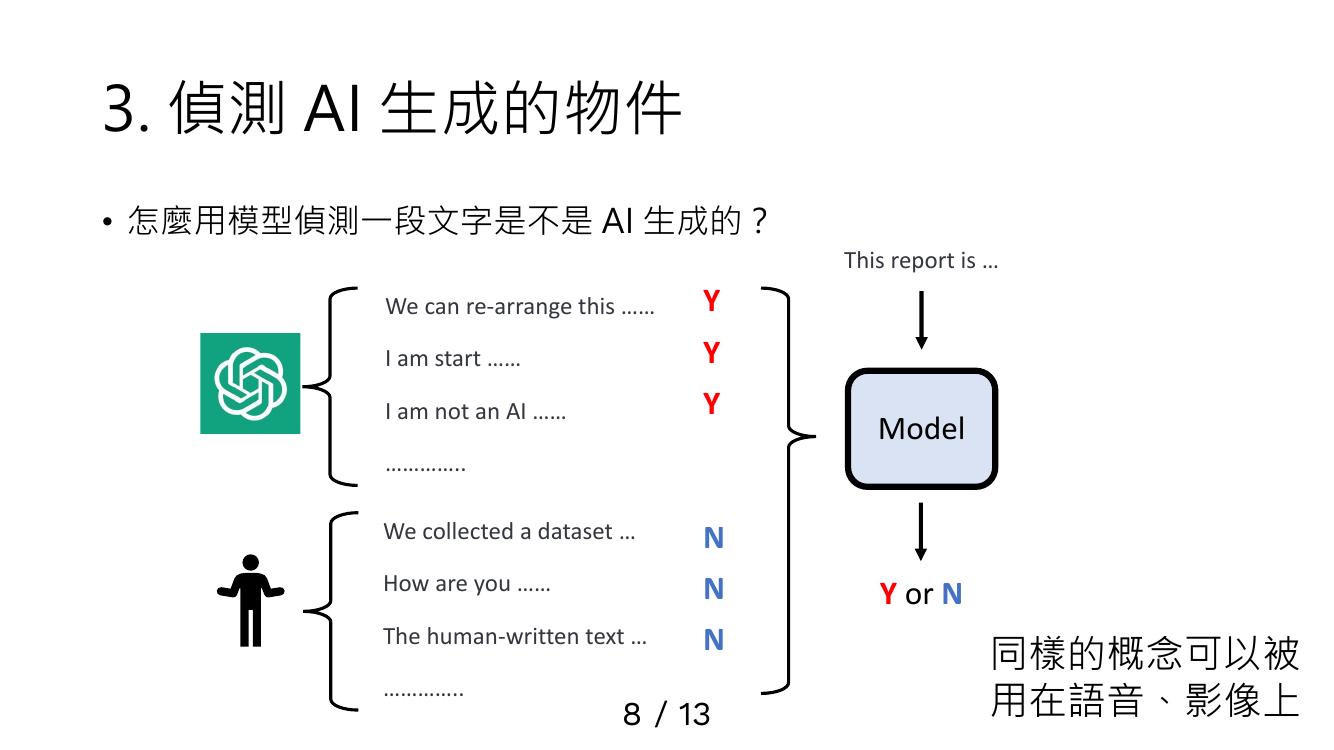 3. 偵測 AI 生成的物件
• 怎麼用模型偵測一段文字是不是 AI 生成的？
We can re-arrange this …… Y
I am start …… Y
I am not an AI …… Y
…………..
We collected a dataset … N
How are you …… N
The human-written text … N
…………..
This report is …
Model
Y or N
同樣的概念可以被
用在語音、影像上
8 / 13